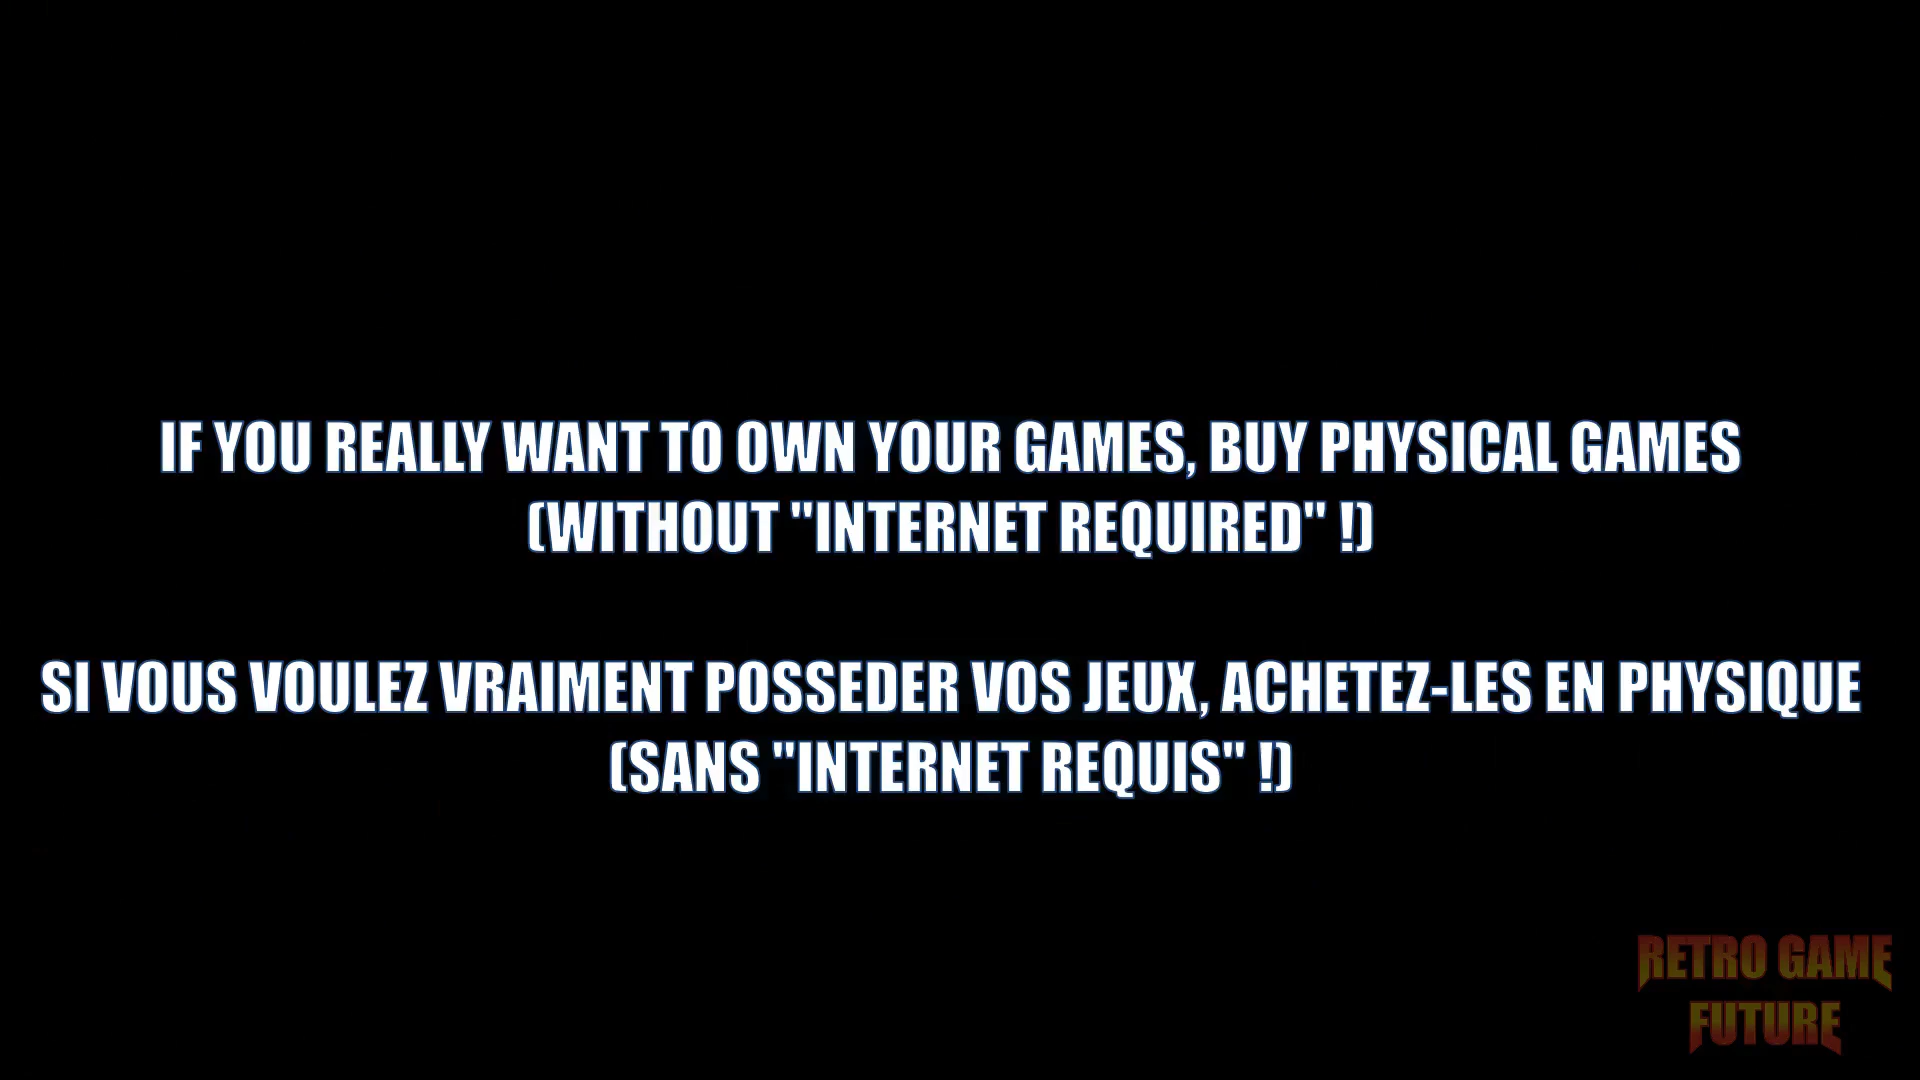 IF YOU REALLY WANT TO OWN YOUR GAMES, BUY PHYSICAL GAMES
(WITHOUT "INTERNET REQUIRED" !)
SI VOUS VOULEZ VRAIMENT POSSEDER VOS JEUX, ACHETEZ-LES EN PHYSIQUE
(SANS "INTERNET REQUIS" !)
RETRO GAME
FUTURE